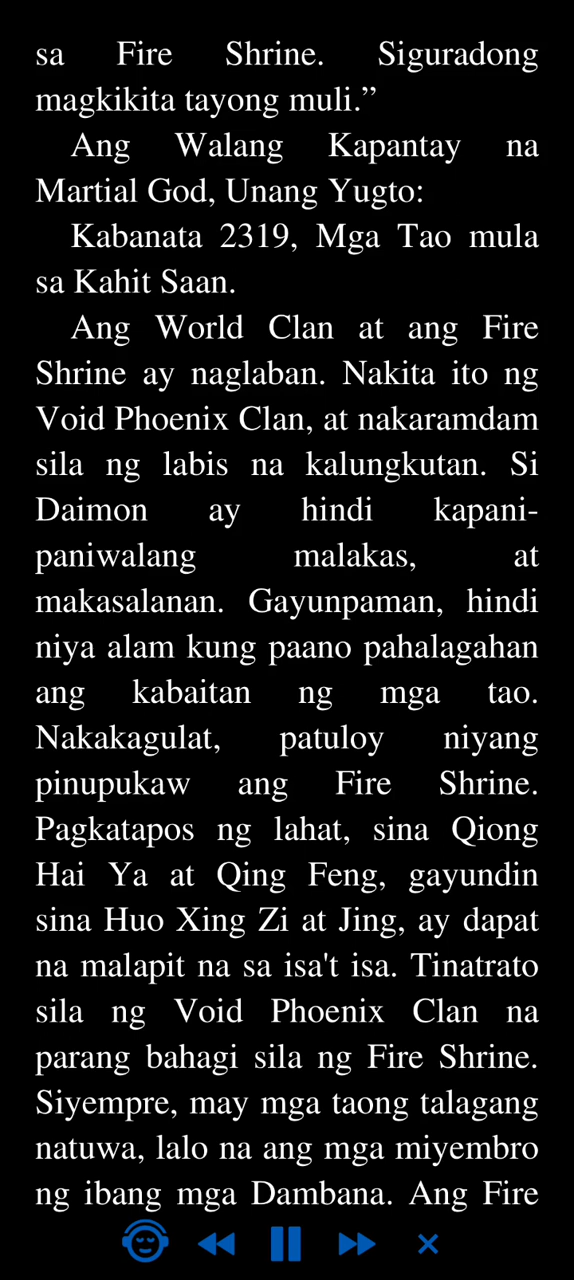 sa Fire Shrine. Siguradong
magkikita tayong muli.”
Ang Walang Kapantay na
Martial God, Unang Yugto:
Kabanata 2319, Mga Tao mula
sa Kahit Saan.
Ang World Clan at ang Fire
Shrine ay naglaban. Nakita ito ng
Void Phoenix Clan, at nakaramdam
sila ng labis na kalungkutan. Si
Daimon ay hindi kapani-
paniwalang malakas, at
makasalanan. Gayunpaman, hindi
niya alam kung paano pahalagahan
ang kabaitan ng mga tao.
Nakakagulat, patuloy niyang
pinupukaw ang Fire Shrine.
Pagkatapos ng lahat, sina Qiong
Hai Ya at Qing Feng, gayundin
sina Huo Xing Zi at Jing, ay dapat
na malapit na sa isa't isa. Tinatrato
sila ng Void Phoenix Clan na
parang bahagi sila ng Fire Shrine.
Siyempre, may mga taong talagang
natuwa, lalo na ang mga miyembro
ng ibang mga Dambana. Ang Fire